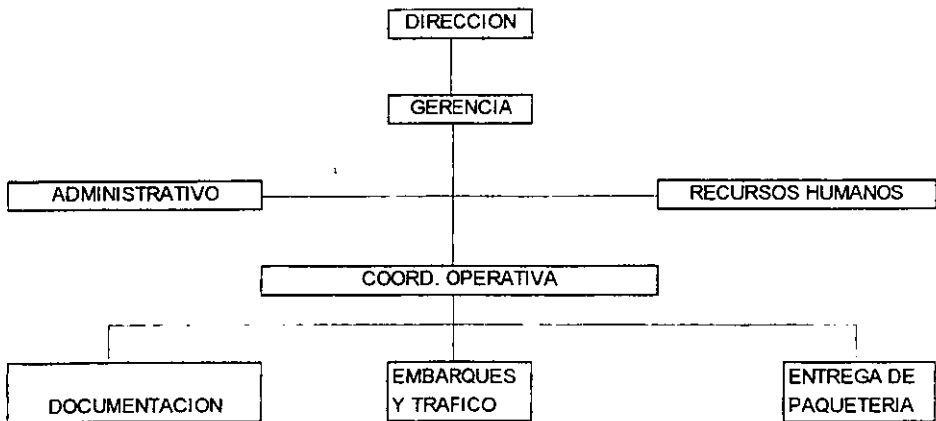 DIRECCION
GERENCIA
ADMINISTRATIVO
RECURSOS HUMANOS
COORD. OPERATIVA
DOCUMENTACION
EMBARQUES
Y TRAFICO
ENTREGA DE
PAQUETERIA